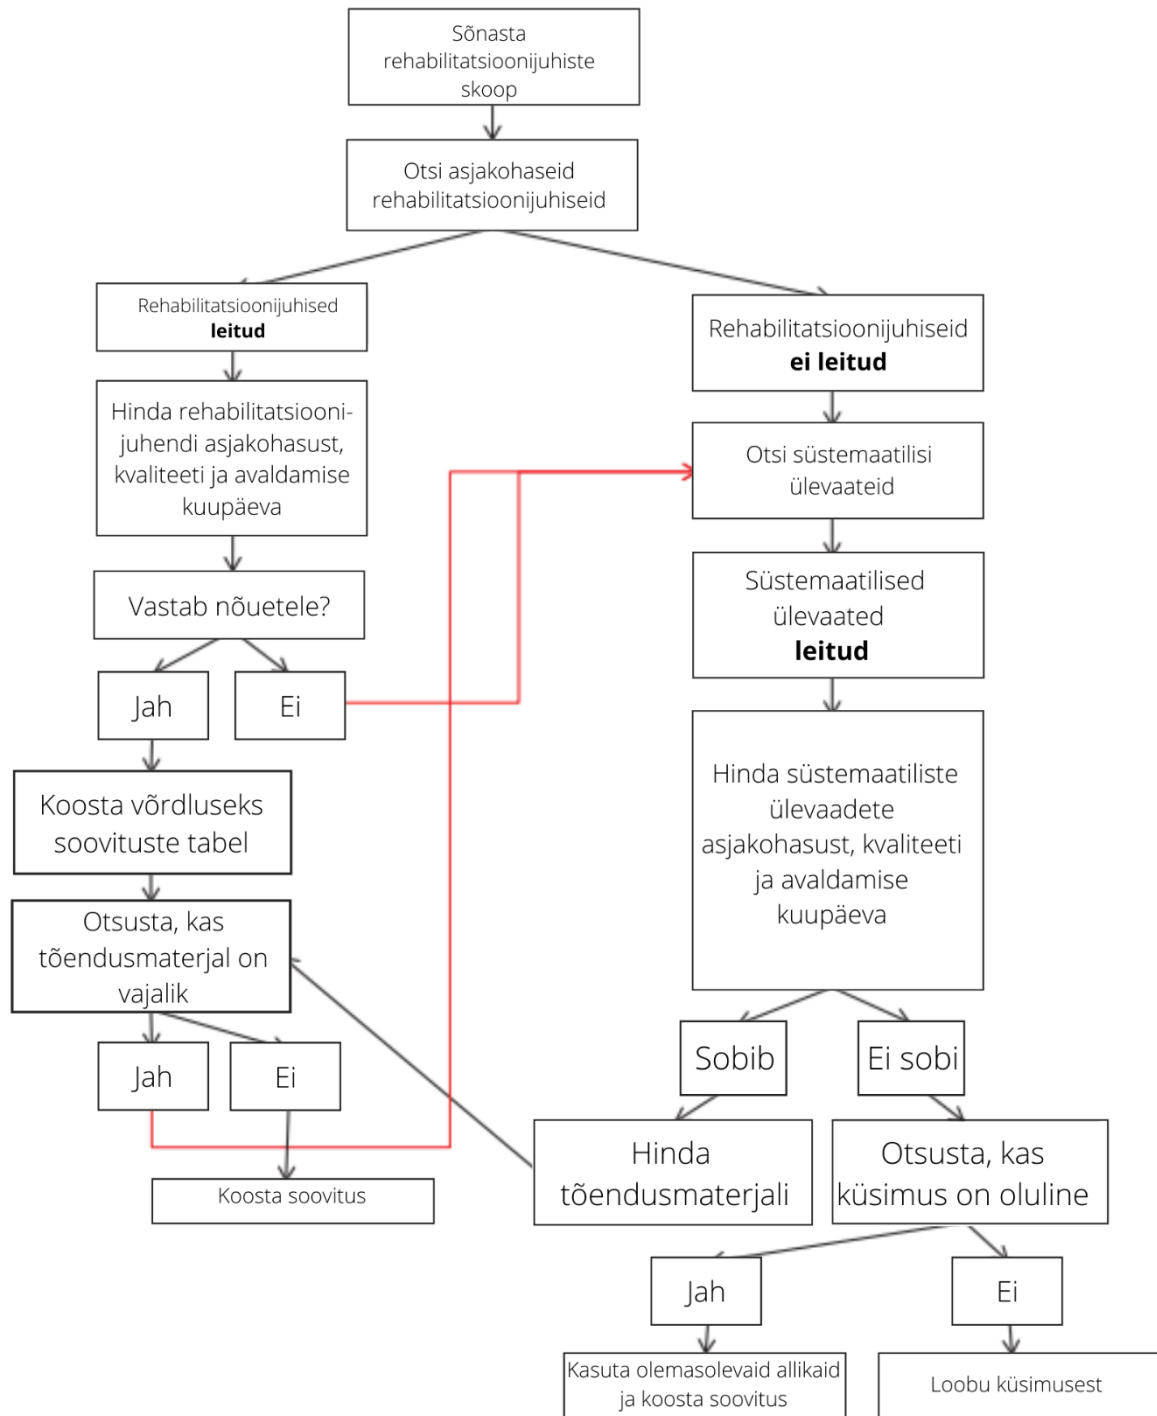 Sõnasta
rehabilitatsioonijuhiste
skoop
Otsi asjakohaseid
rehabilitatsioonijuhiseid
Rehabilitatsioonijuhised
leitud
Rehabilitatsioonijuhiseid
ei leitud
Hinda rehabilitatsiooni-
juhendi asjakohasust,
kvaliteeti ja avaldamise
kuupäeva
Otsi süstemaatilisi
ülevaateid
Vastab nõuetele?
Süstemaatilised
ülevaated
leitud
Jah
Ei
Koosta võrdluseks
soovituste tabel
Hinda süstemaatiliste
ülevaadete
asjakohasust, kvaliteeti
ja avaldamise
kuupäeva
Otsusta, kas
tõendusmaterjal on
vajalik
Jah
Ei
Sobib
Ei sobi
Koosta soovitus
Hinda
tõendusmaterjali
Otsusta, kas
küsimus on oluline
Jah
Ei
Kasuta olemasolevaid allikaid
ja koosta soovitus
Loobu küsimusest